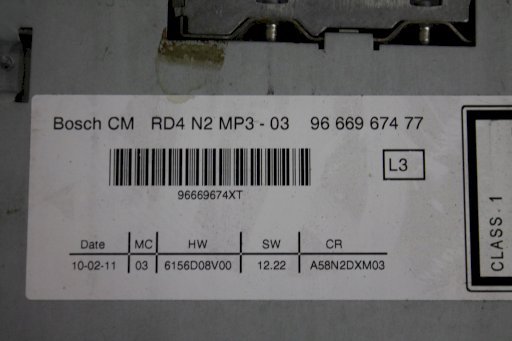 Bosch CM RD4 N2 MP3 - 03 96 669 674 77
L3
96669674XT
Date MC HW SW CR
10-02-11 03 6156D08V00 12.22 A58N2DXM03
CLASS. 1